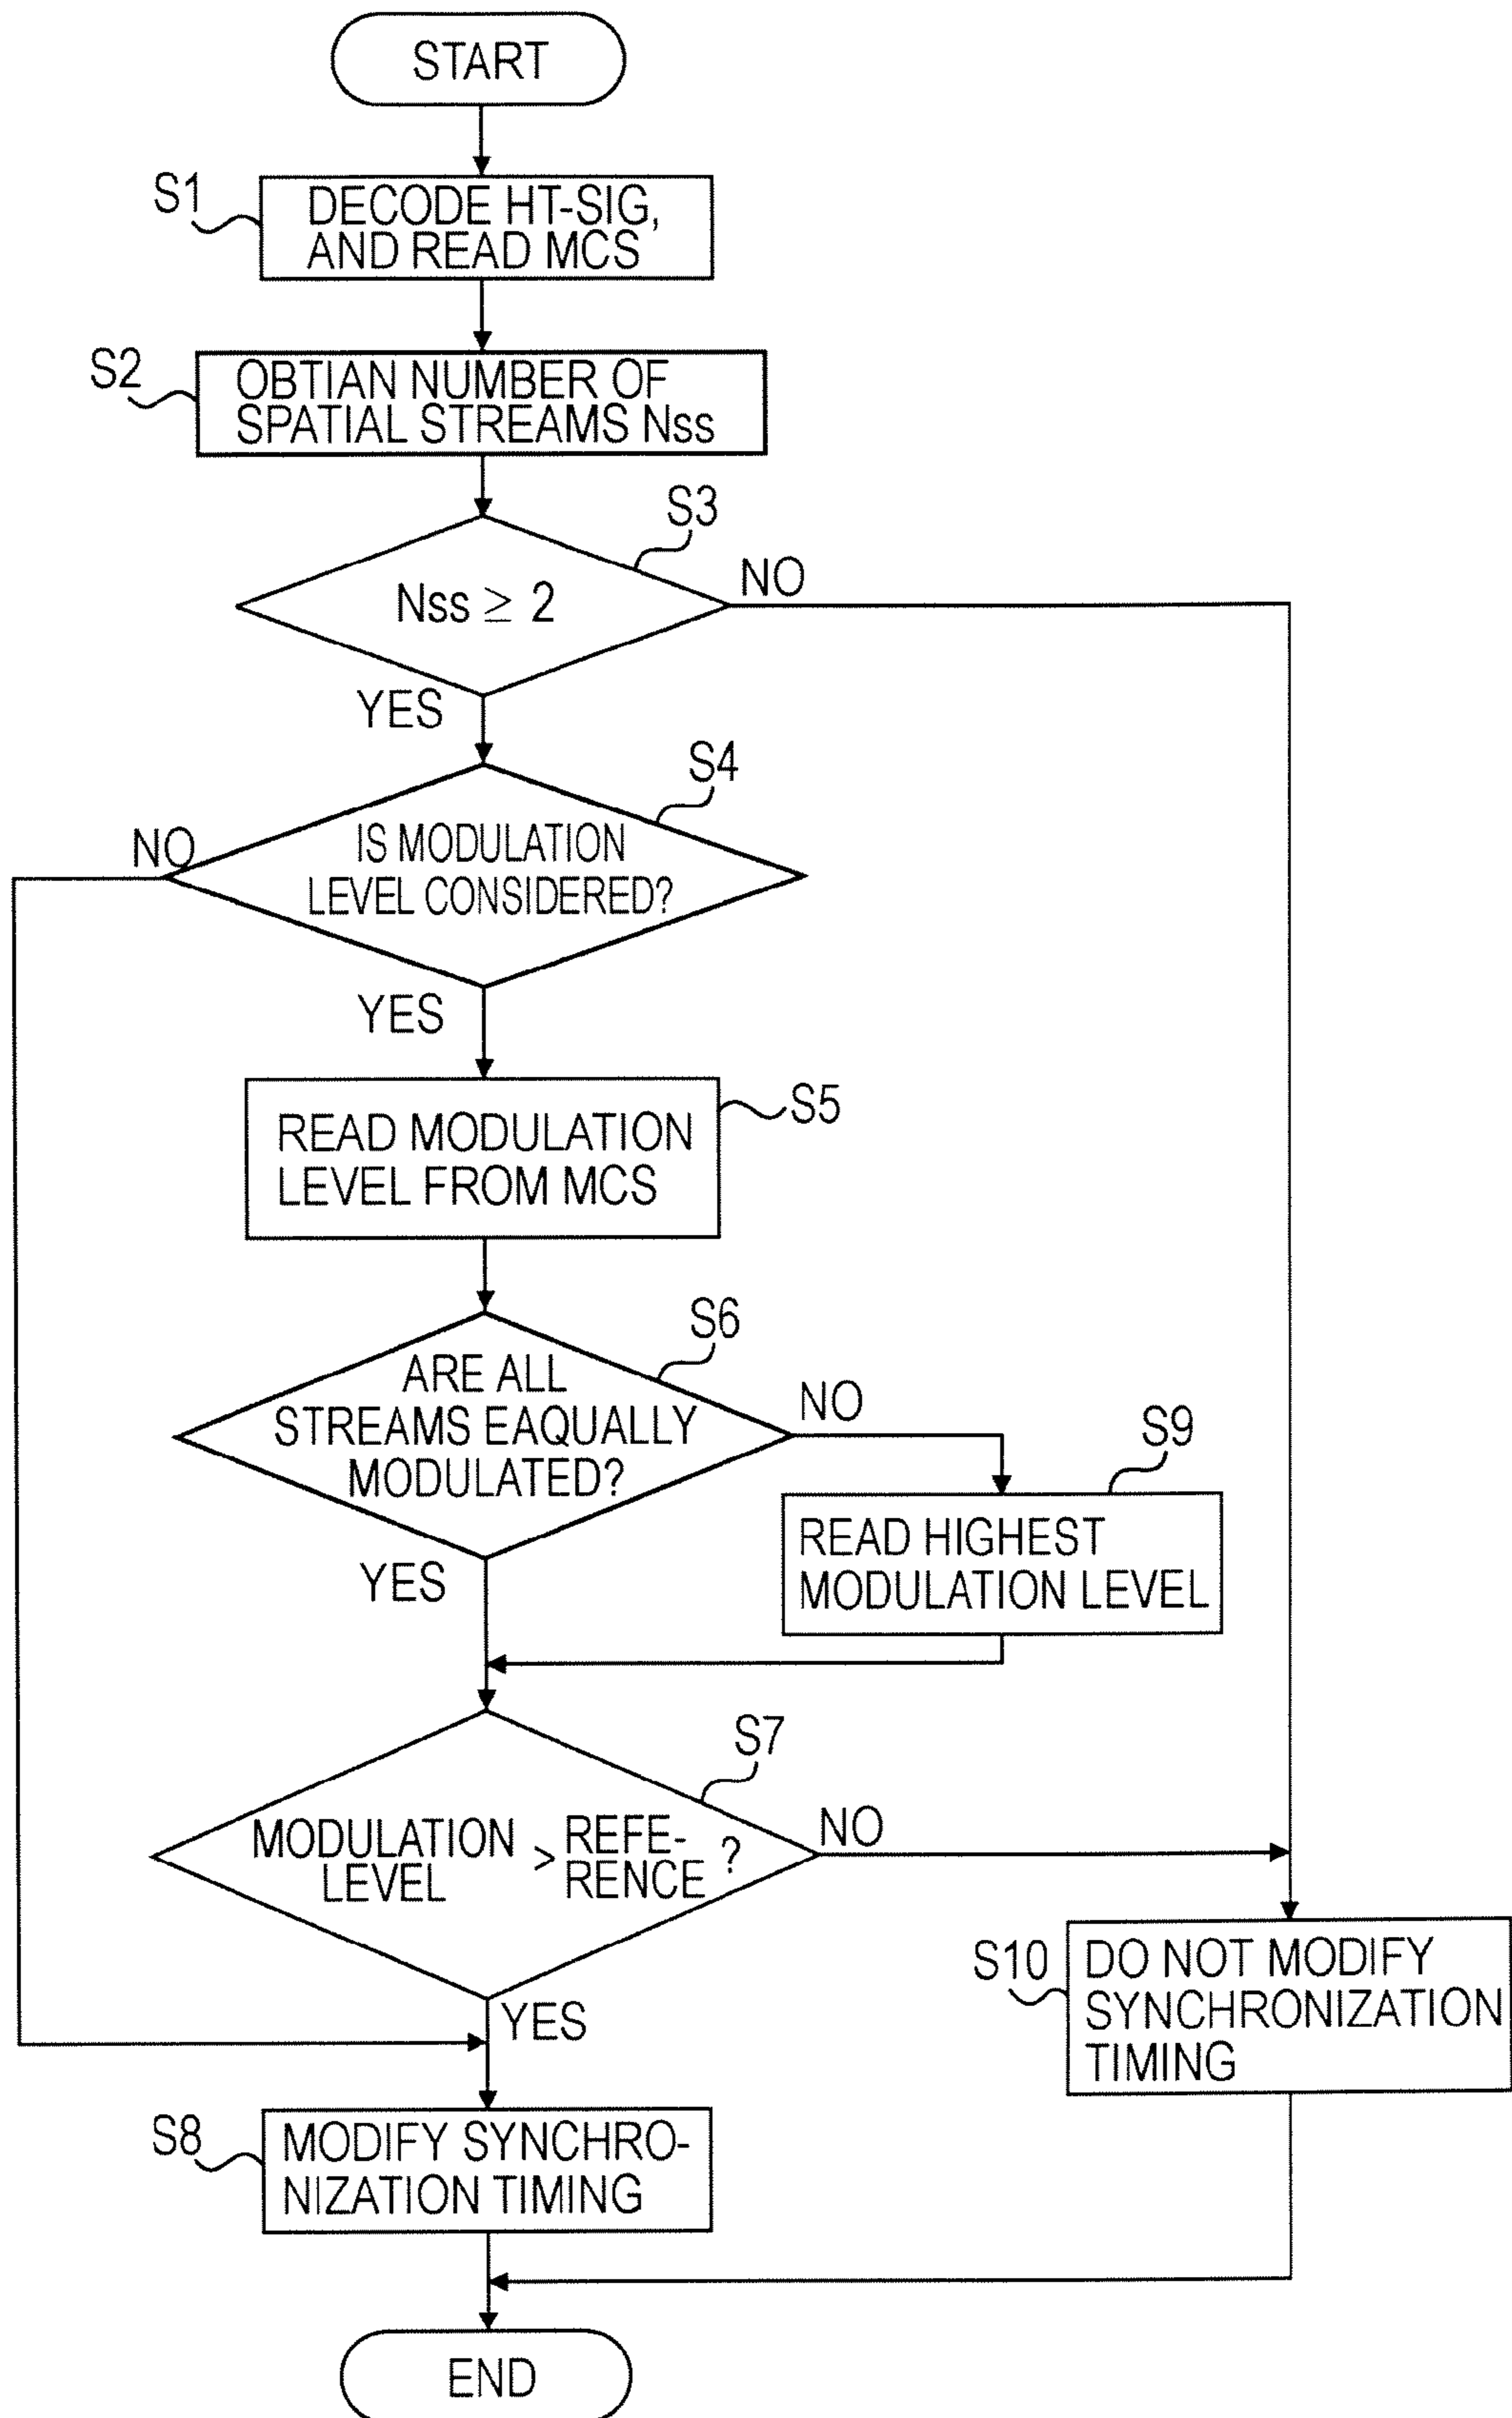 START
S1
DECODE HT-SIG,
AND READ MCS
S2
OBTIAN NUMBER OF
SPATIAL STREAMS Nss
S3
Nss ≥ 2
NO
YES
S4
NO
IS MODULATION
LEVEL CONSIDERED?
YES
S5
READ MODULATION
LEVEL FROM MCS
S6
ARE ALL
STREAMS EAQUALLY
MODULATED?
NO
S9
READ HIGHEST
MODULATION LEVEL
YES
S7
MODULATION
LEVEL
>
REFE-
RENCE
?
NO
YES
S10
DO NOT MODIFY
SYNCHRONIZATION
TIMING
S8
MODIFY SYNCHRO-
NIZATION TIMING
END